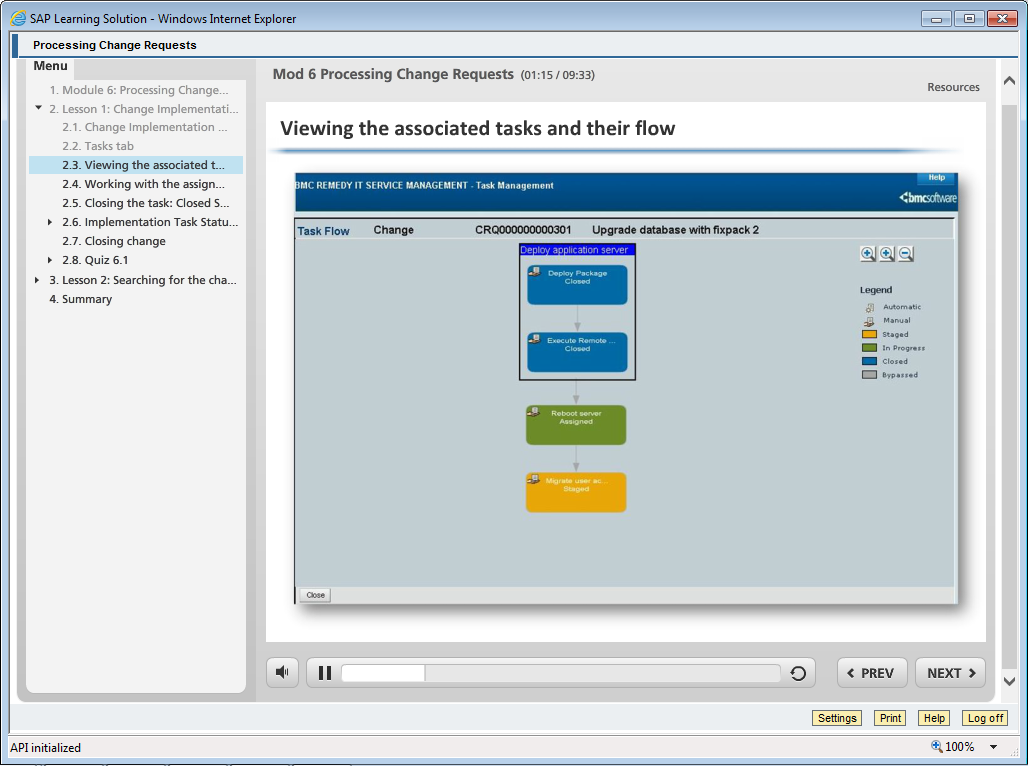 SAP Learning Solution - Windows Internet Explorer
Processing Change Requests
Menu
1. Module 6: Processing Change...
2. Lesson 1: Change Implementati...
2.1. Change Implementation ...
2.2. Tasks tab
2.3. Viewing the associated t...
2.4. Working with the assign...
2.5. Closing the task: Closed S...
2.6. Implementation Task Statu...
2.7. Closing change
2.8. Quiz 6.1
3. Lesson 2: Searching for the cha...
4. Summary
Mod 6 Processing Change Requests (01:15 / 09:33)
Resources
Viewing the associated tasks and their flow
BMC REMEDY IT SERVICE MANAGEMENT - Task Management
Help
bmcsoftware
Task Flow Change CRQ000000000301 Upgrade database with fixpack 2
Deploy application server
Deploy Package
Closed
Execute Remote ...
Closed
Reboot server
Assigned
Migrate user ac...
Staged
Legend
Automatic
Manual
Staged
In Progress
Closed
Bypassed
Close
PREV
NEXT
Settings
Print
Help
Log off
API initialized
100%